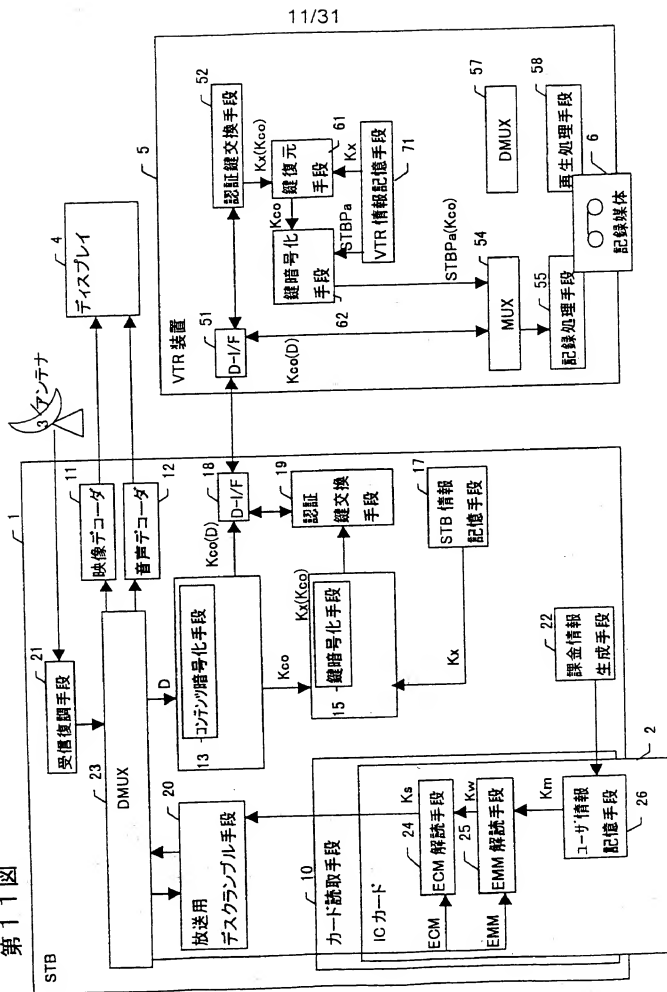 11/31
第11図
STB
1
21
受信復調手段
アンテナ
3
ディスプレイ
4
映像デコーダ
11
音声デコーダ
12
23
DMUX
D
20
放送用
デスクランブル手段
13
コンテンツ暗号化手段
Kco(D)
18
D-I/F
19
認証
鍵交換
手段
Kx(Kco)
Kco
15
鍵暗号化手段
17
STB情報
記憶手段
Kx
22
課金情報
生成手段
2
10
カード読取手段
ICカード
ECM
EMM
Ks
24
ECM解読手段
Kw
25
EMM解読手段
Km
ユーザ情報
記憶手段
26
5
VTR装置
51
D-I/F
Kco(D)
52
認証鍵交換手段
Kx(Kco)
61
鍵復元
手段
Kx
Kco
鍵暗号化
手段
62
STBPa
VTR情報記憶手段
71
STBPa(Kco)
54
MUX
55
記録処理手段
57
DMUX
58
再生処理手段
6
記録媒体